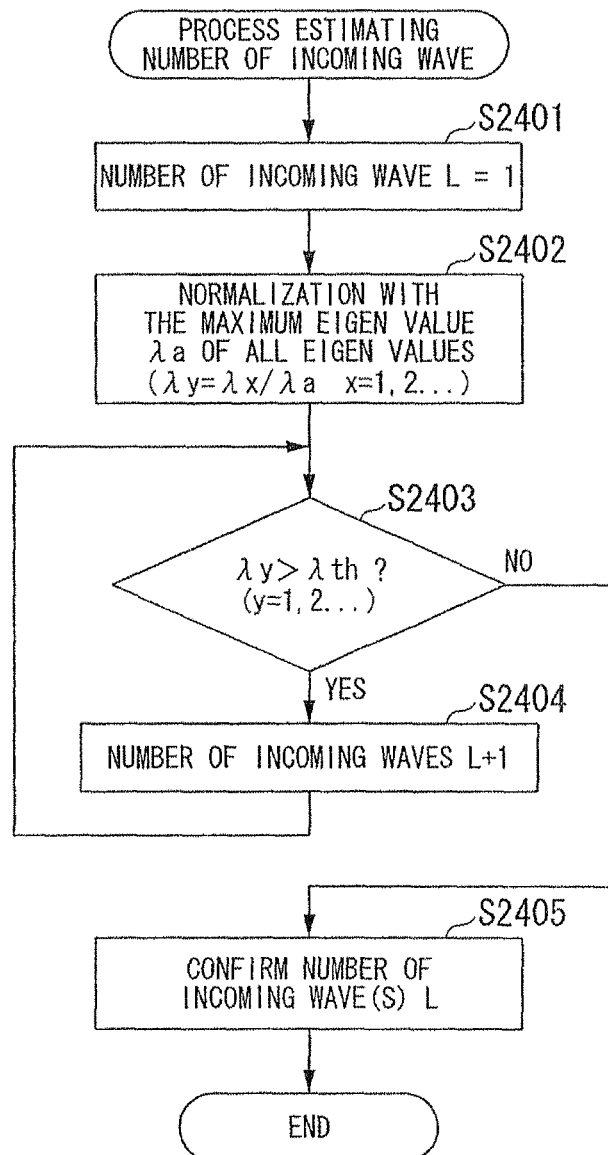 PROCESS ESTIMATING
NUMBER OF INCOMING WAVE
S2401
NUMBER OF INCOMING WAVE L = 1
S2402
NORMALIZATION WITH
THE MAXIMUM EIGEN VALUE
λa OF ALL EIGEN VALUES
(λy=λx/λa x=1, 2...)
S2403
λy>λth ?
(y=1, 2...)
NO
YES
S2404
NUMBER OF INCOMING WAVES L+1
S2405
CONFIRM NUMBER OF
INCOMING WAVE(S) L
END